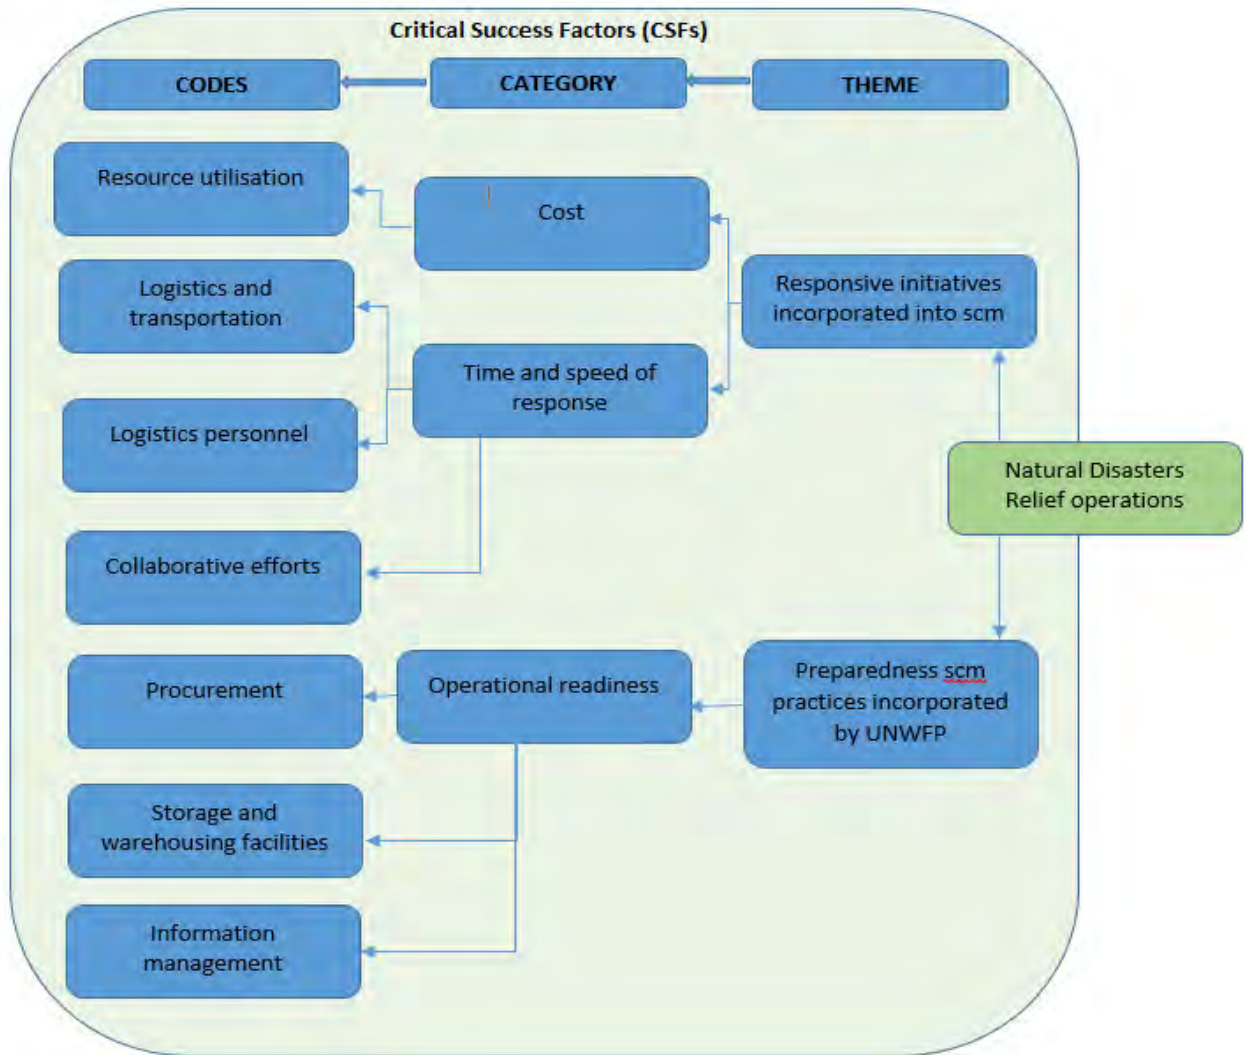 Critical Success Factors (CSFs)
CODES
CATEGORY
THEME
Resource utilisation
Cost
Logistics and
transportation
Responsive initiatives
incorporated into scm
Time and speed of
response
Logistics personnel
Natural Disasters
Relief operations
Collaborative efforts
Procurement
Operational readiness
Preparedness scm
practices incorporated
by UNWFP
Storage and
warehousing facilities
Information
management